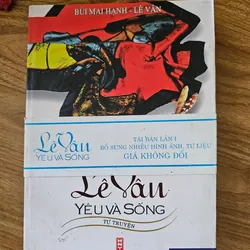 BÙI MAI HẠNH - LÊ VÂN
Lê Vân
YÊU VÀ SỐNG
TÁI BẢN LẦN 1
BỔ SUNG NHIỀU HÌNH ẢNH, TƯ LIỆU
GIÁ KHÔNG ĐỔI
Lê Vân
YÊU VÀ SỐNG
TỰ TRUYỆN